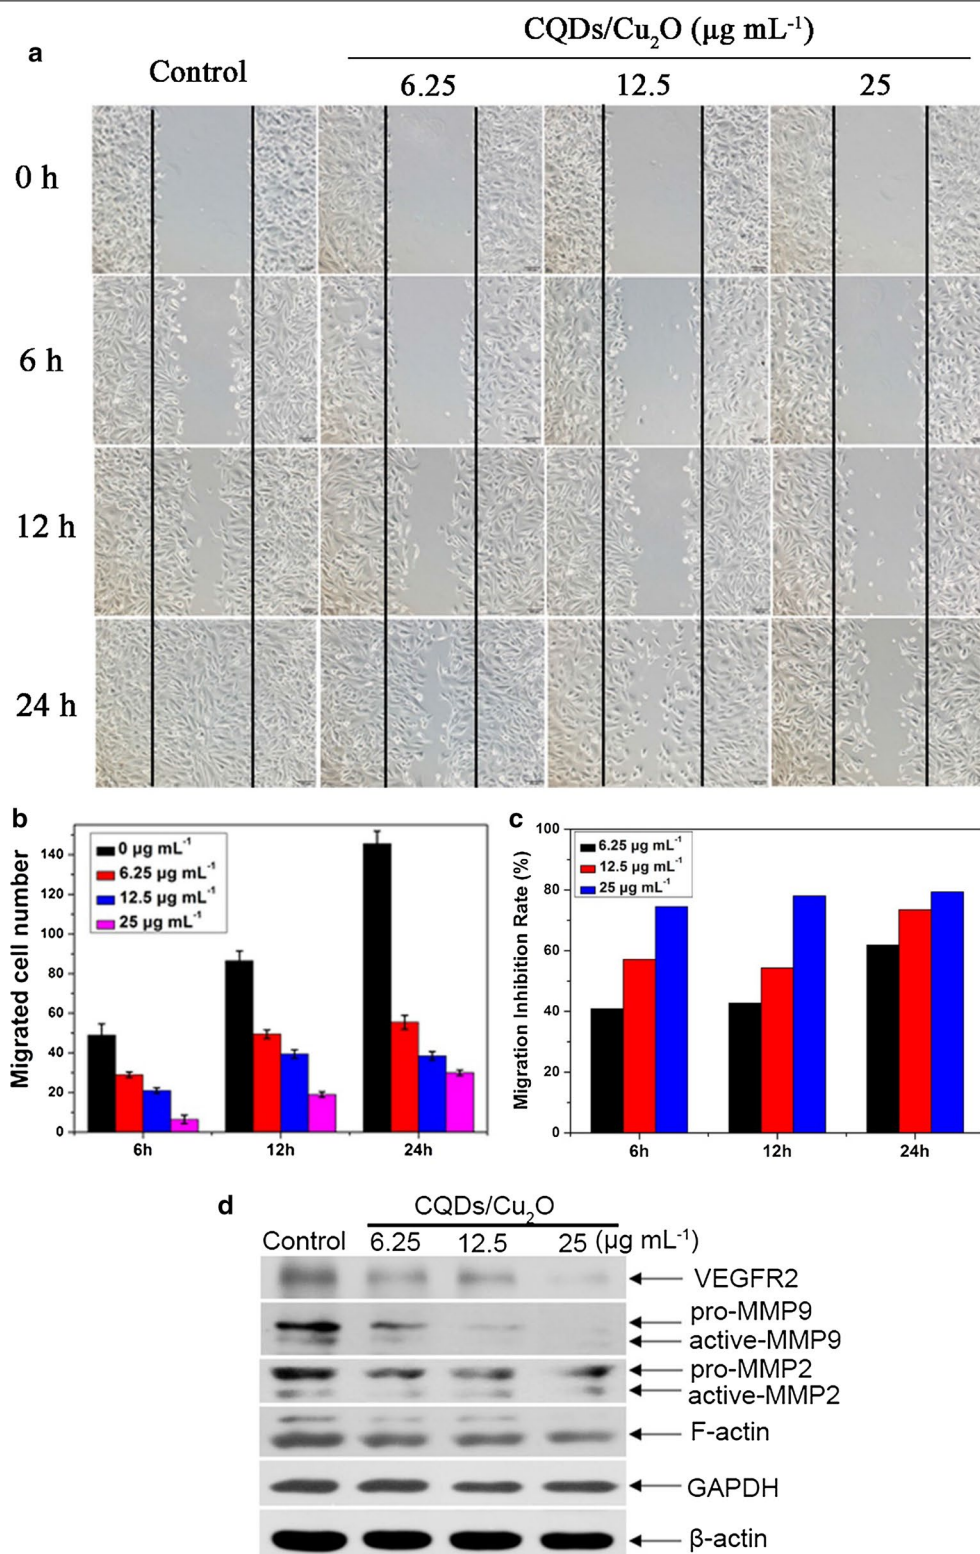 a
CQDs/Cu₂O (µg mL⁻¹)
Control
6.25
12.5
25
0 h
6 h
12 h
24 h
b
Migrated cell number
0 µg mL⁻¹
6.25 µg mL⁻¹
12.5 µg mL⁻¹
25 µg mL⁻¹
140
120
100
80
60
40
20
0
6h
12h
24h
c
Migration Inhibition Rate (%)
6.25 µg mL⁻¹
12.5 µg mL⁻¹
25 µg mL⁻¹
100
80
60
40
20
0
6h
12h
24h
d
CQDs/Cu₂O
Control 6.25 12.5 25 (µg mL⁻¹)
VEGFR2
pro-MMP9
active-MMP9
pro-MMP2
active-MMP2
F-actin
GAPDH
β-actin